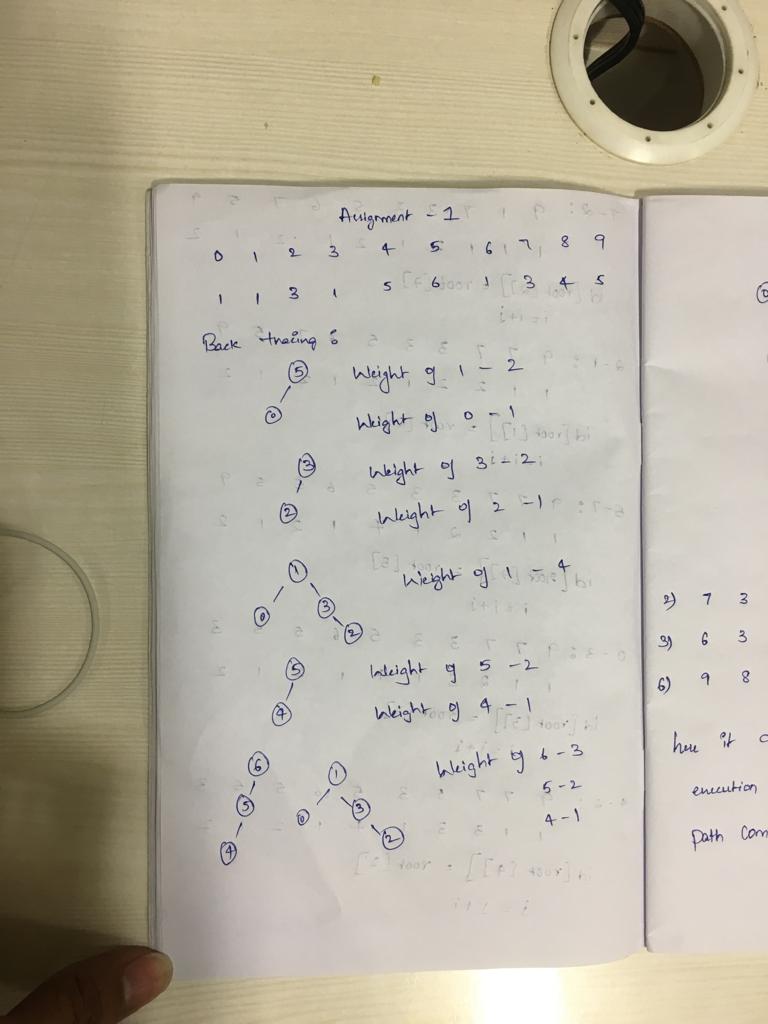 Assignment - 1
0 1 2 3 4 5 6 7 8 9
1 1 3 1 5 6 1 3 4 5
Back tracing :
5
Weight of 1 - 2
0
Weight of 0 - 1
3
Weight of 3 - 2
2
Weight of 2 - 1
1
Weight of 1 - 4
0 3
2
5
Weight of 5 - 2
4
Weight of 4 - 1
6 1
Weight of 6 - 3
5 0 3
5 - 2
4 2
4 - 1
2) 7 3
3) 6 3
6) 9 8
here it
execution
path